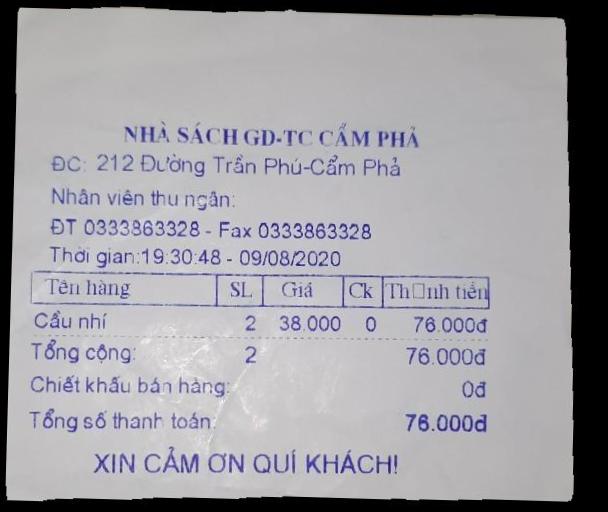 NHÀ SÁCH GD-TC CẨM PHẢ
ĐC: 212 Đường Trần Phú-Cẩm Phả
Nhân viên thu ngân:
ĐT 0333863328 - Fax 0333863328
Thời gian:19:30:48 - 09/08/2020
Tên hàng SL Giá Ck Th□nh tiền
Cầu nhí 2 38.000 0 76.000đ
Tổng cộng: 2 76.000đ
Chiết khấu bán hàng: 0đ
Tổng số thanh toán: 76.000đ
XIN CẢM ƠN QUÍ KHÁCH!